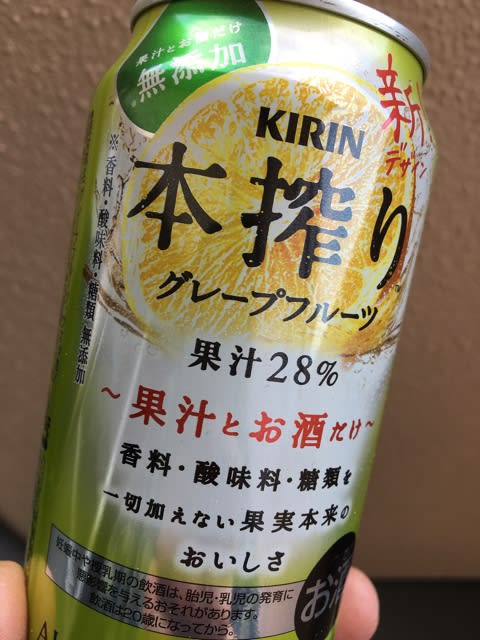 果汁とお酒だけ
無添加
新
デザイン
KIRIN
本搾り
グレープフルーツ
※香料・酸味料・糖類無添加
果汁28%
~果汁とお酒だけ~
香料・酸味料・糖類を
一切加えない果実本来の
おいしさ
妊娠中や授乳期の飲酒は、胎児・乳児の発育に
悪影響を与えるおそれがあります。
飲酒は20歳になってから。
お酒